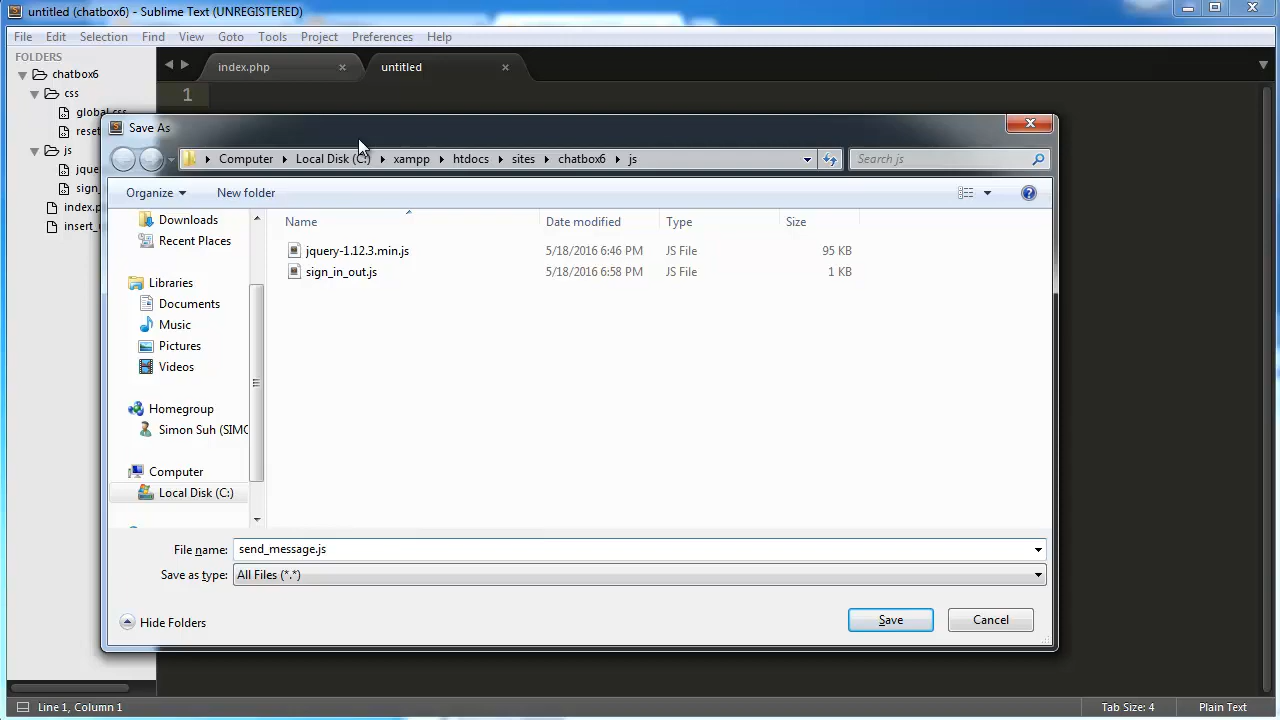 untitled (chatbox6) - Sublime Text (UNREGISTERED)
File Edit Selection Find View Goto Tools Project Preferences Help
FOLDERS
chatbox6
css
global.css
js
index.php
untitled
1
Save As
Computer Local Disk (C:) xampp htdocs sites chatbox6 js
Search js
Organize
New folder
Downloads
Recent Places
Libraries
Documents
Music
Pictures
Videos
Homegroup
Simon Suh (SIMO
Computer
Local Disk (C:)
Name Date modified Type Size
jquery-1.12.3.min.js 5/18/2016 6:46 PM JS File 95 KB
sign_in_out.js 5/18/2016 6:58 PM JS File 1 KB
File name: send_message.js
Save as type: All Files (*.*)
Hide Folders
Save
Cancel
Line 1, Column 1
Tab Size: 4
Plain Text